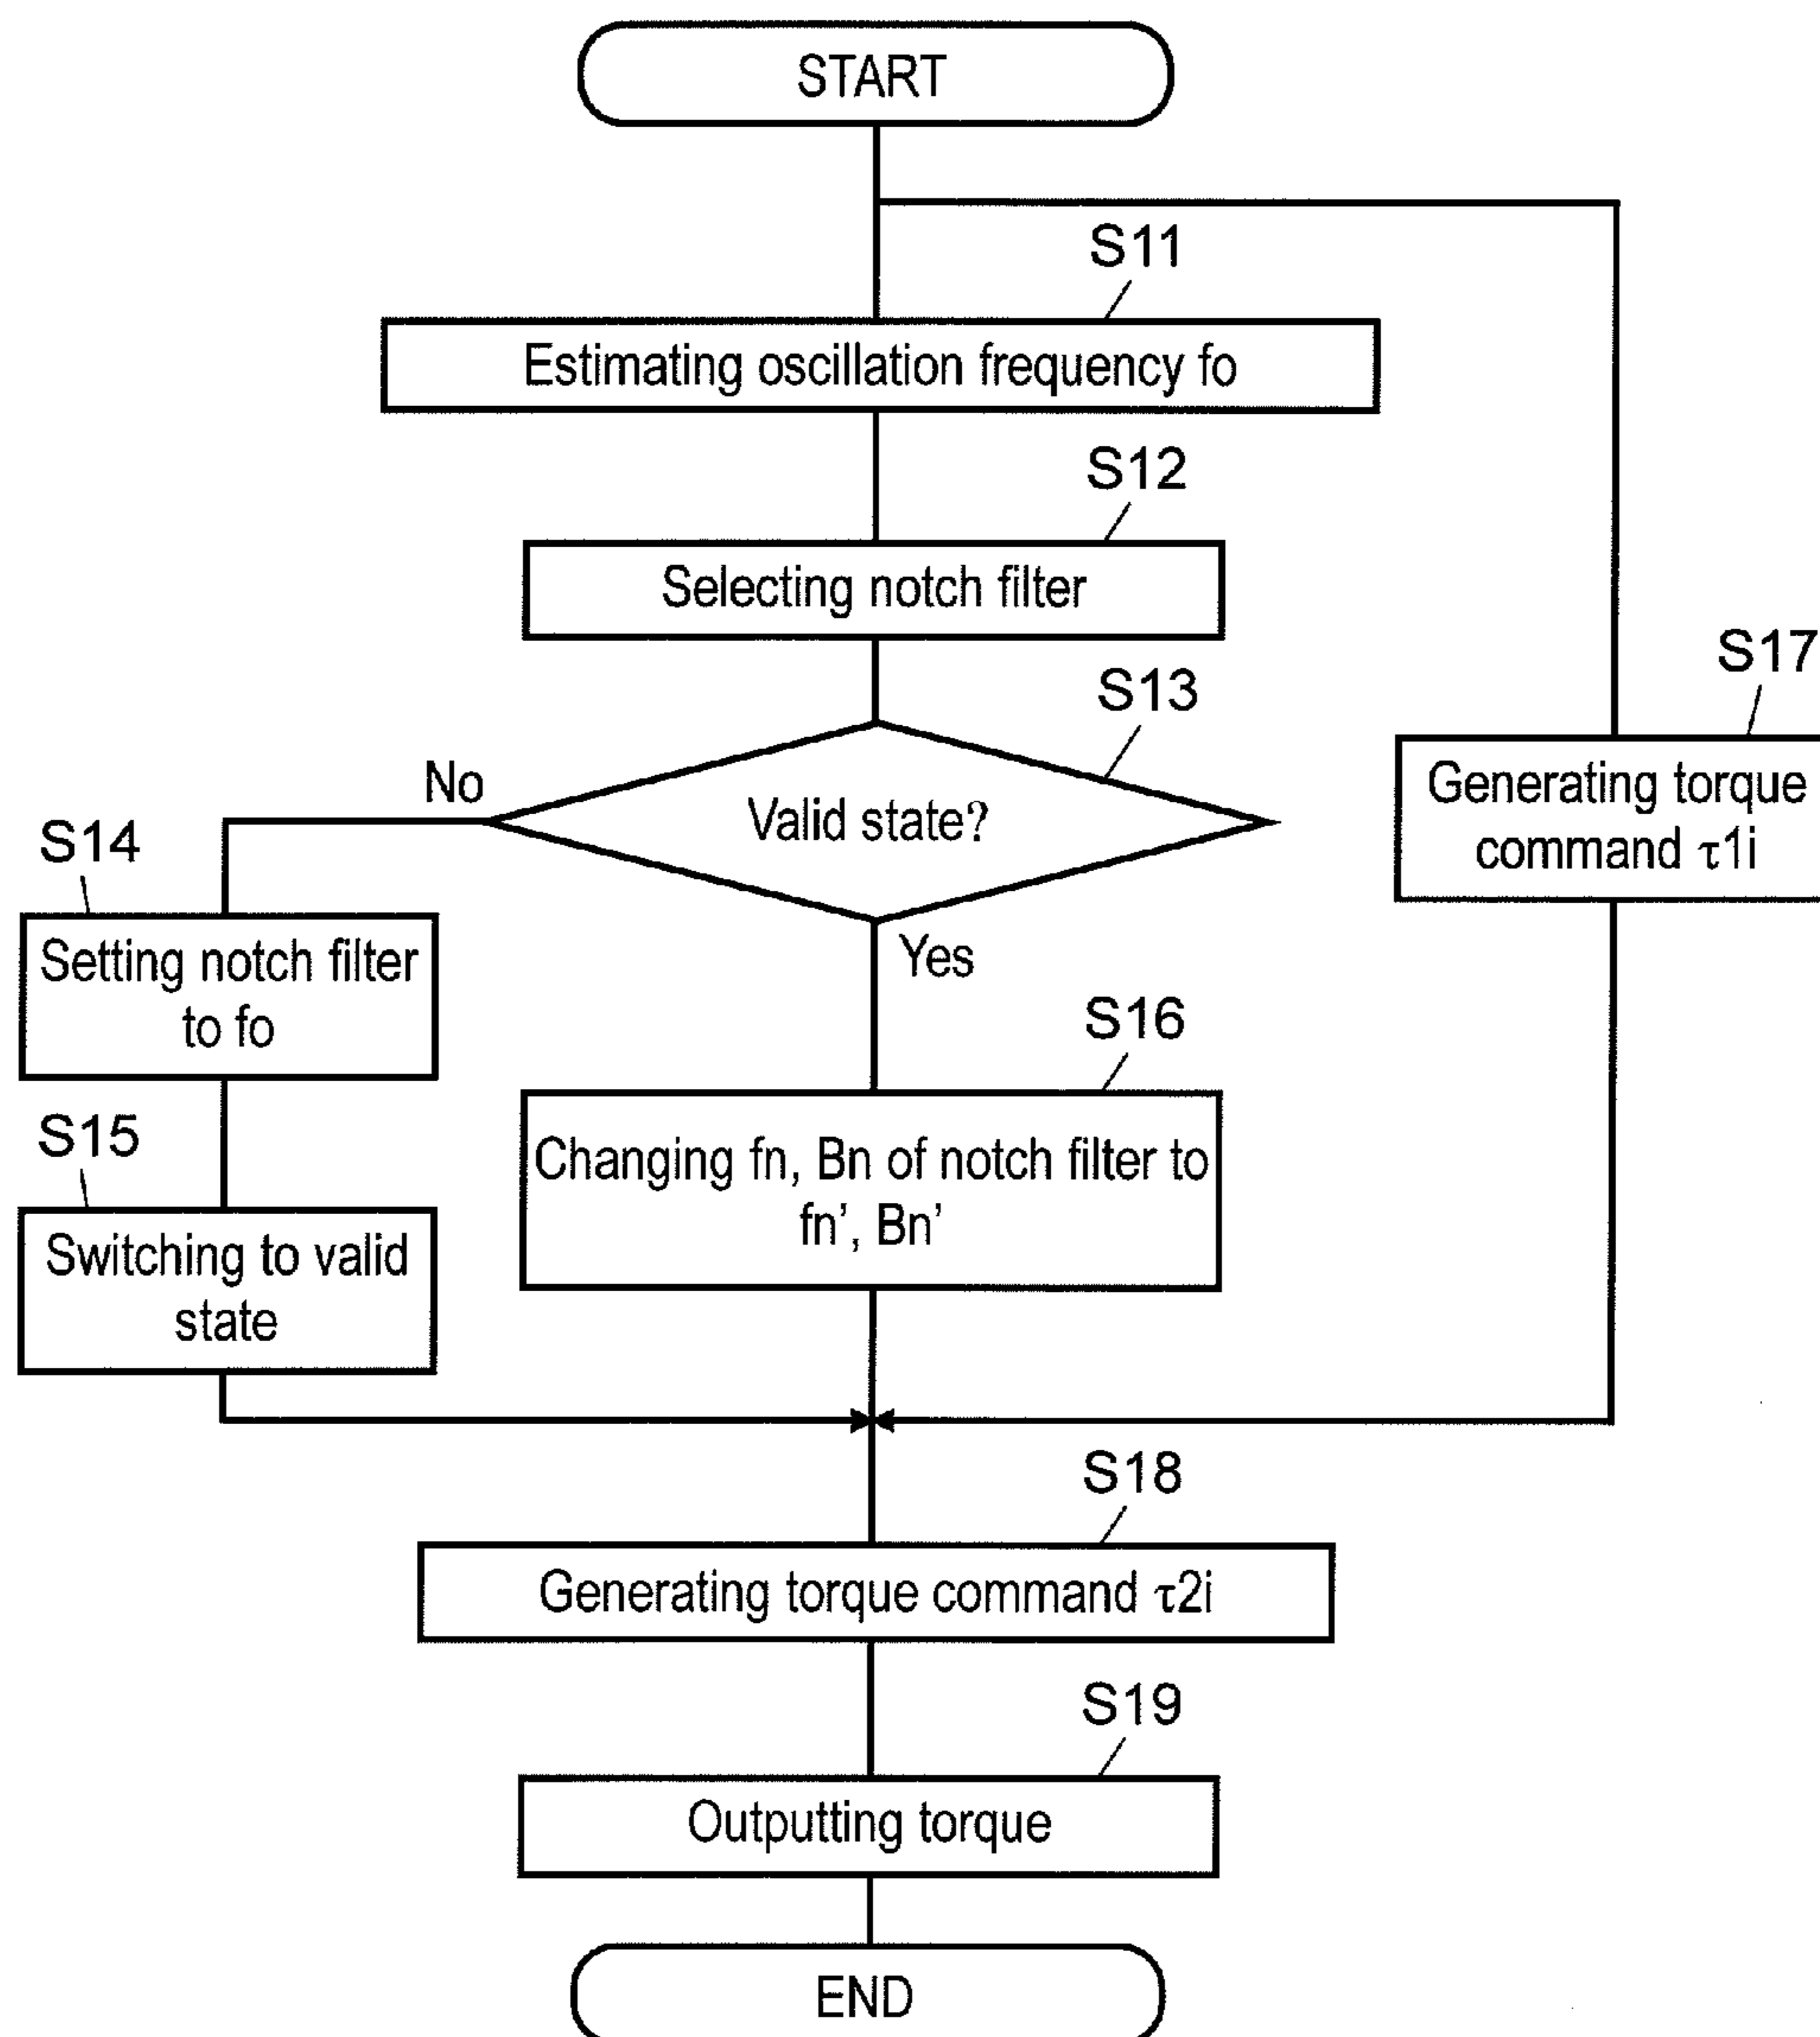 START
S11
Estimating oscillation frequency fo
S12
Selecting notch filter
S13
Valid state?
No
Yes
S17
Generating torque
command τ1i
S14
Setting notch filter
to fo
S15
Switching to valid
state
S16
Changing fn, Bn of notch filter to
fn’, Bn’
S18
Generating torque command τ2i
S19
Outputting torque
END